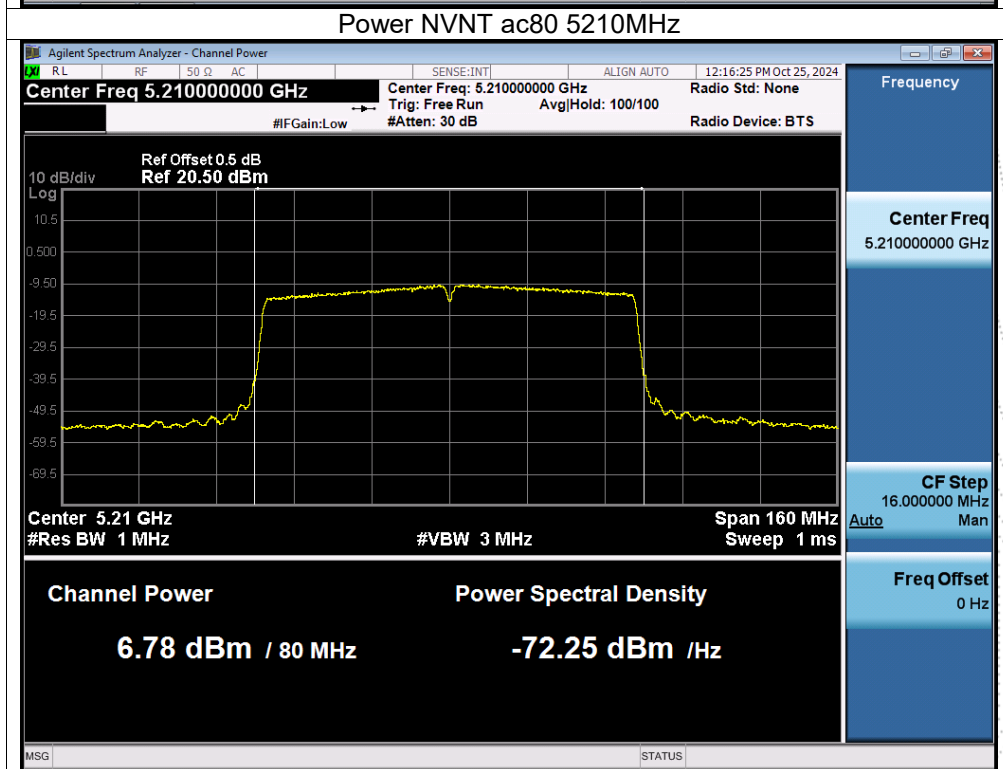 Power NVNT ac80 5210MHz
Agilent Spectrum Analyzer - Channel Power
LXI RL RF 50 Ω AC SENSE:INT ALIGN AUTO 12:16:25 PM Oct 25, 2024
Center Freq 5.210000000 GHz
Center Freq: 5.210000000 GHz
Radio Std: None
Trig: Free Run Avg|Hold: 100/100
#IFGain:Low
#Atten: 30 dB
Radio Device: BTS
Frequency
Ref Offset 0.5 dB
10 dB/div Ref 20.50 dBm
Log
10.5
0.500
-9.50
-19.5
-29.5
-39.5
-49.5
-59.5
-69.5
Center 5.21 GHz
Span 160 MHz
#Res BW 1 MHz
#VBW 3 MHz
Sweep 1 ms
Channel Power
Power Spectral Density
6.78 dBm / 80 MHz
-72.25 dBm /Hz
Center Freq
5.210000000 GHz
CF Step
16.000000 MHz
Auto Man
Freq Offset
0 Hz
MSG
STATUS